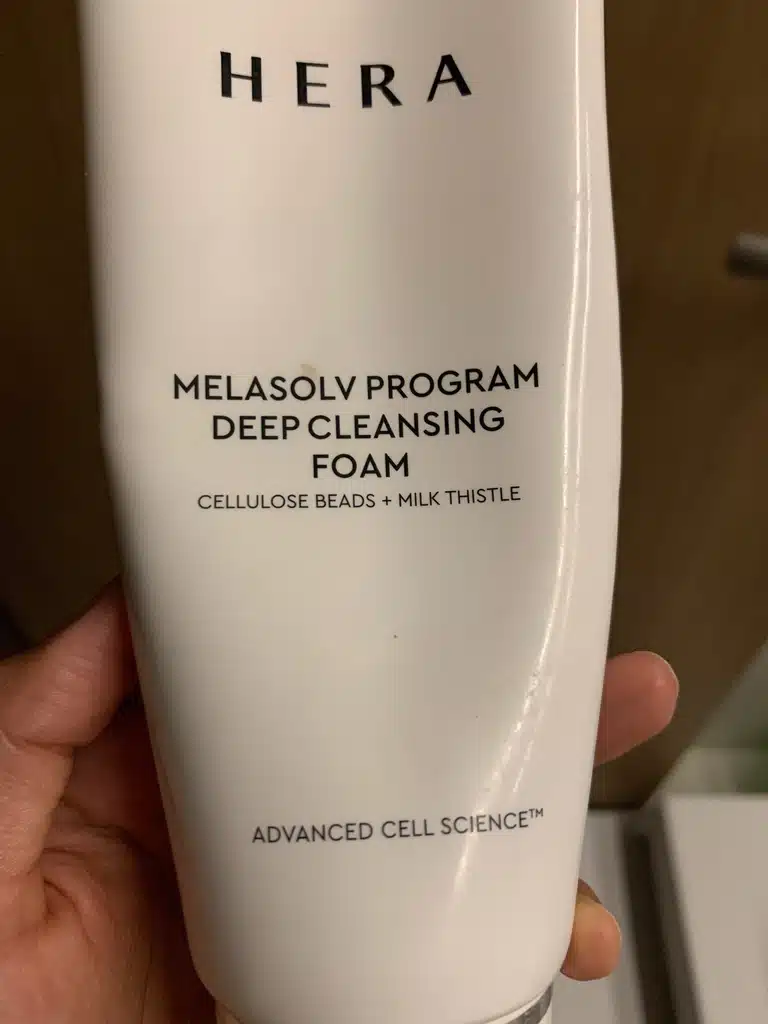 HERA
MELASOLV PROGRAM
DEEP CLEANSING
FOAM
CELLULOSE BEADS + MILK THISTLE
ADVANCED CELL SCIENCE™